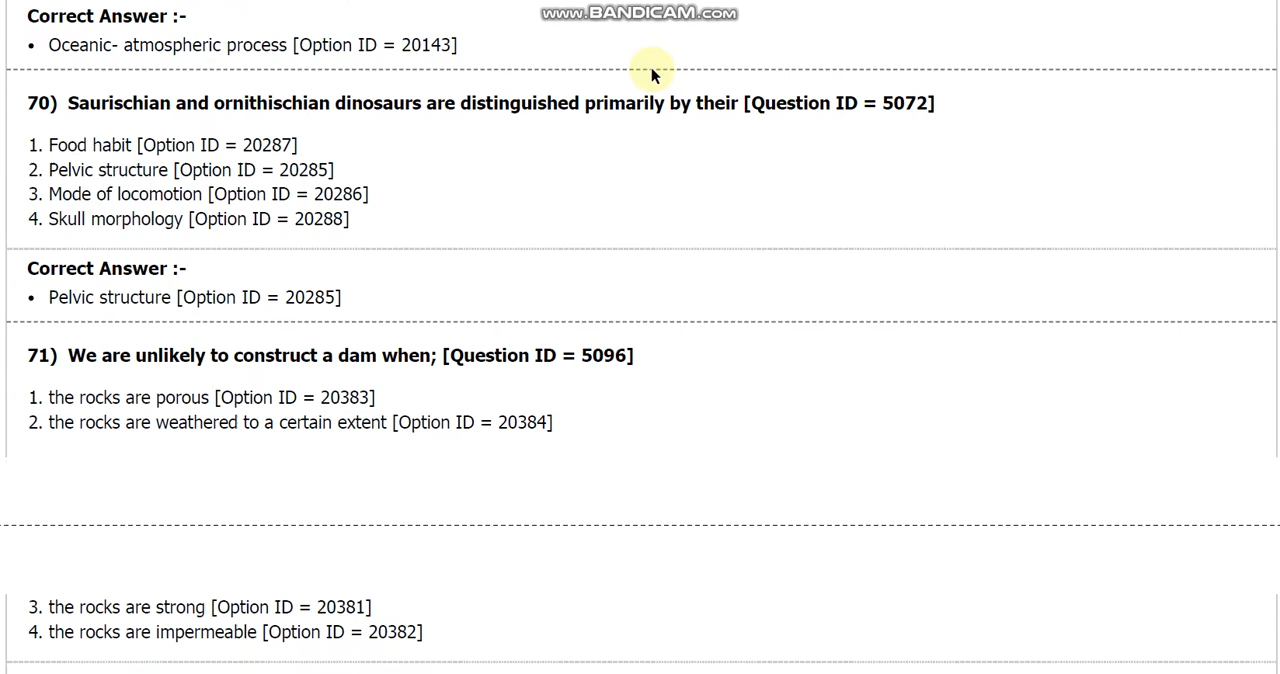 www.BANDICAM.com
Correct Answer :-
• Oceanic- atmospheric process [Option ID = 20143]
70) Saurischian and ornithischian dinosaurs are distinguished primarily by their [Question ID = 5072]
1. Food habit [Option ID = 20287]
2. Pelvic structure [Option ID = 20285]
3. Mode of locomotion [Option ID = 20286]
4. Skull morphology [Option ID = 20288]
Correct Answer :-
• Pelvic structure [Option ID = 20285]
71) We are unlikely to construct a dam when; [Question ID = 5096]
1. the rocks are porous [Option ID = 20383]
2. the rocks are weathered to a certain extent [Option ID = 20384]
3. the rocks are strong [Option ID = 20381]
4. the rocks are impermeable [Option ID = 20382]